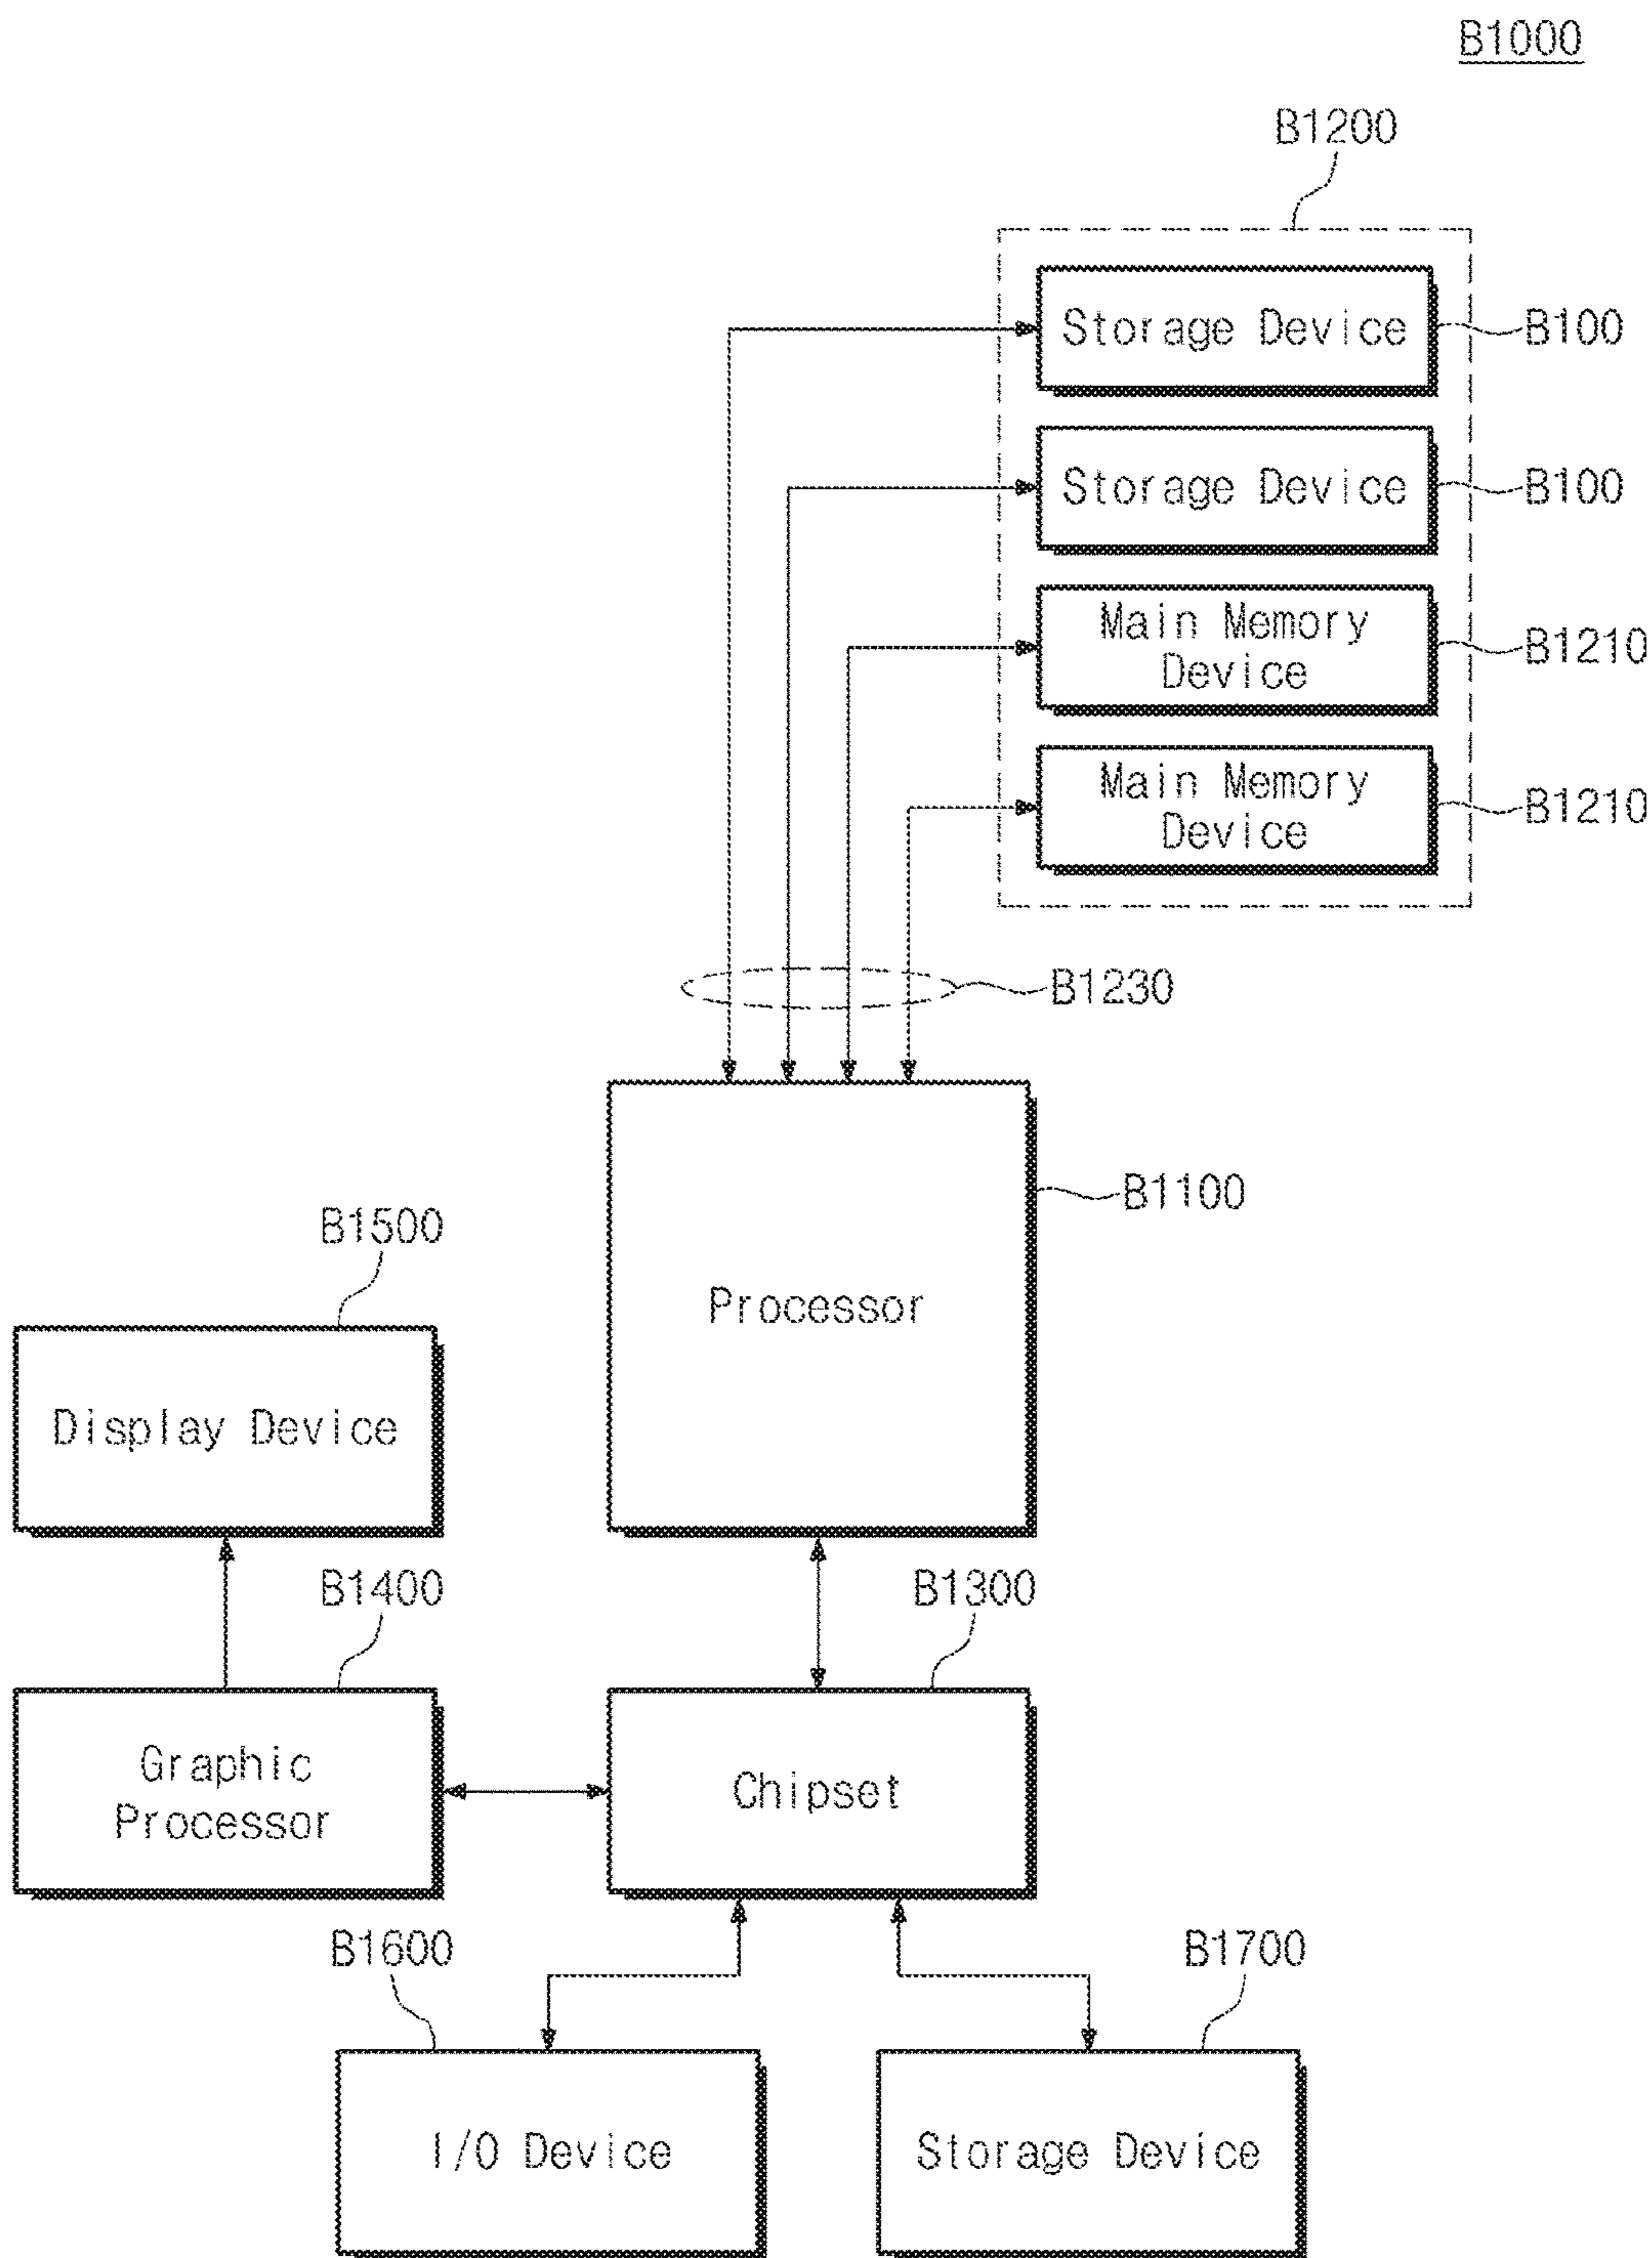 B1000
B1200
Storage Device
B100
Storage Device
B100
Main Memory
Device
B1210
Main Memory
Device
B1210
B1230
B1100
Processor
B1500
Display Device
B1400
B1300
Graphic
Processor
Chipset
B1600
B1700
I/O Device
Storage Device